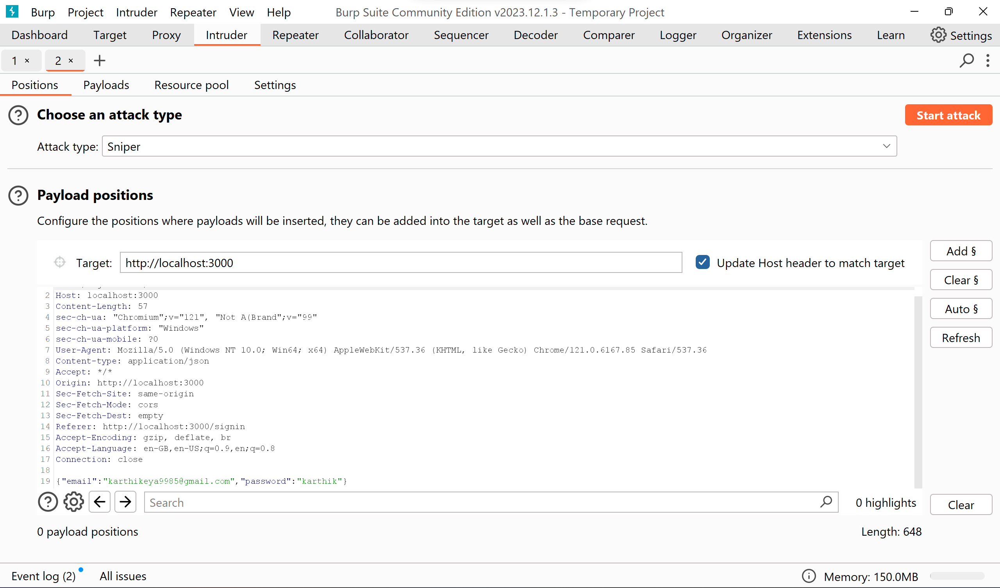 Burp Project Intruder Repeater View Help Burp Suite Community Edition v2023.12.1.3 - Temporary Project
Dashboard Target Proxy Intruder Repeater Collaborator Sequencer Decoder Comparer Logger Organizer Extensions Learn Settings
1 × 2 × +
Positions Payloads Resource pool Settings
Choose an attack type Start attack
Attack type: Sniper
Payload positions
Configure the positions where payloads will be inserted, they can be added into the target as well as the base request.
Target: http://localhost:3000 Update Host header to match target
Add §
Clear §
Auto §
Refresh
2 Host: localhost:3000
3 Content-Length: 57
4 sec-ch-ua: "Chromium";v="121", "Not A(Brand";v="99"
5 sec-ch-ua-platform: "Windows"
6 sec-ch-ua-mobile: ?0
7 User-Agent: Mozilla/5.0 (Windows NT 10.0; Win64; x64) AppleWebKit/537.36 (KHTML, like Gecko) Chrome/121.0.6167.85 Safari/537.36
8 Content-type: application/json
9 Accept: */*
10 Origin: http://localhost:3000
11 Sec-Fetch-Site: same-origin
12 Sec-Fetch-Mode: cors
13 Sec-Fetch-Dest: empty
14 Referer: http://localhost:3000/signin
15 Accept-Encoding: gzip, deflate, br
16 Accept-Language: en-GB,en-US;q=0.9,en;q=0.8
17 Connection: close
18
19 {"email":"karthikeya9985@gmail.com","password":"karthik"}
Search 0 highlights Clear
0 payload positions Length: 648
Event log (2) All issues Memory: 150.0MB